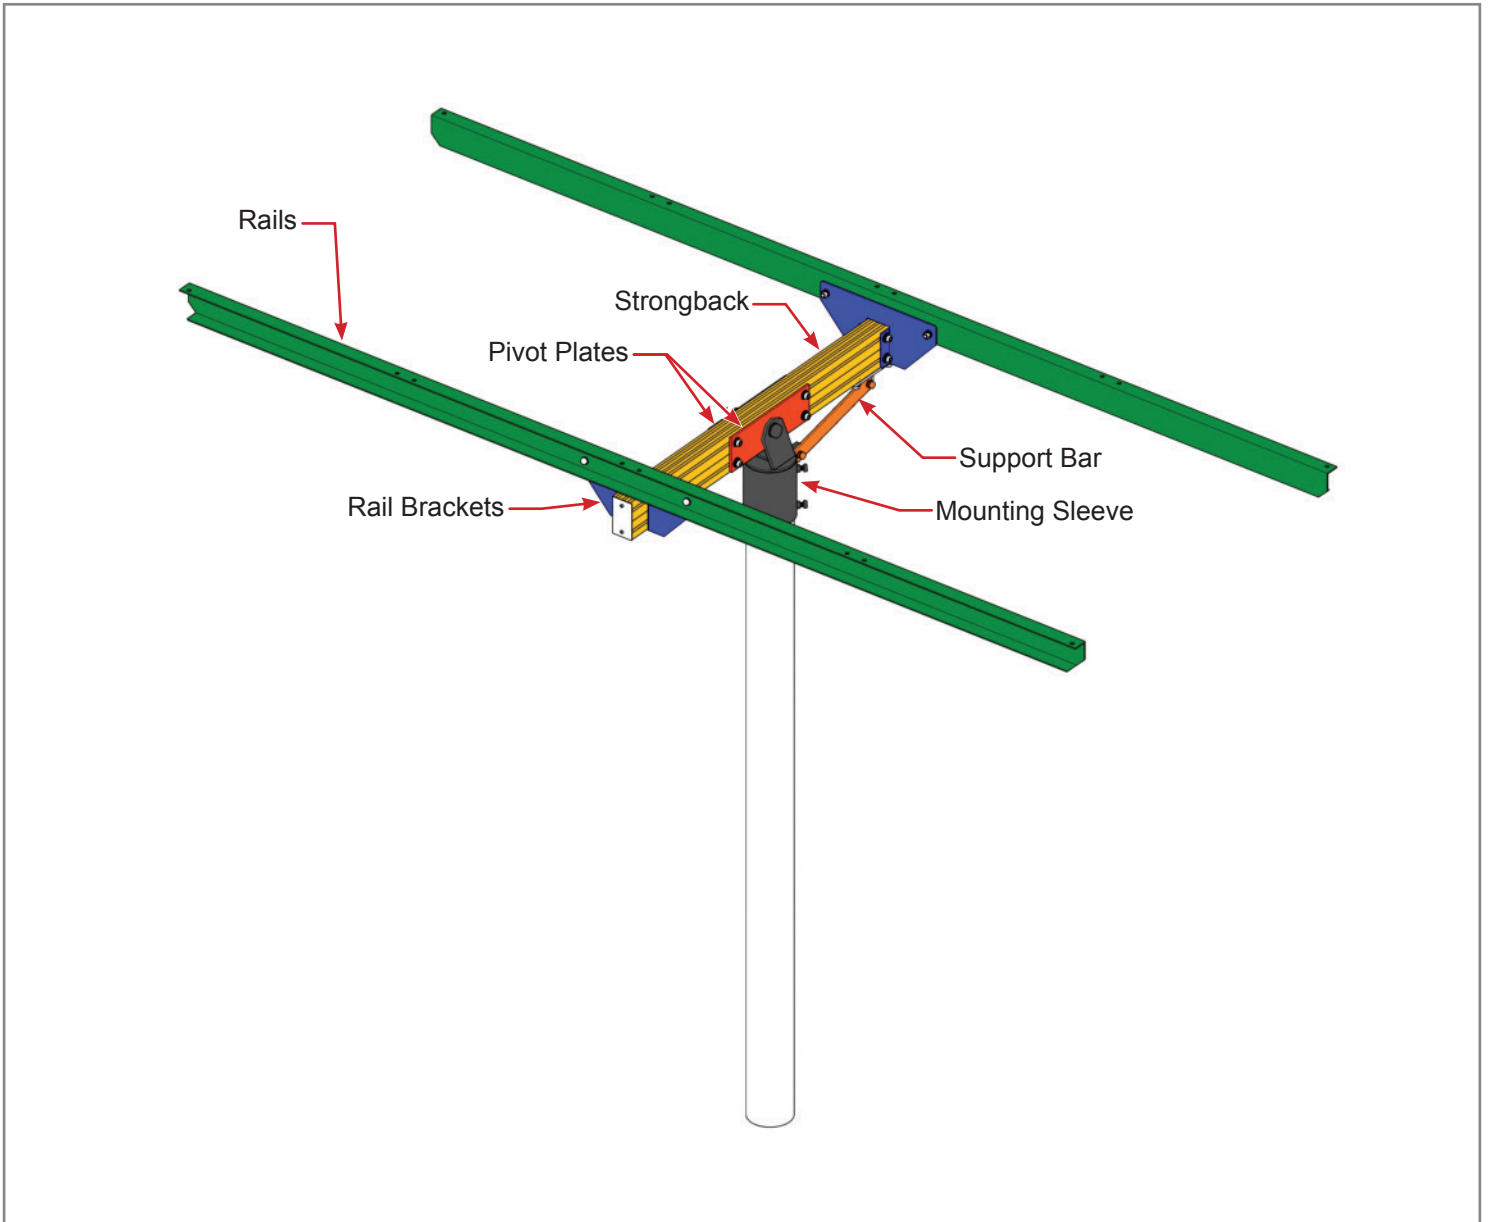 Rails
Strongback
Pivot Plates
Support Bar
Rail Brackets
Mounting Sleeve